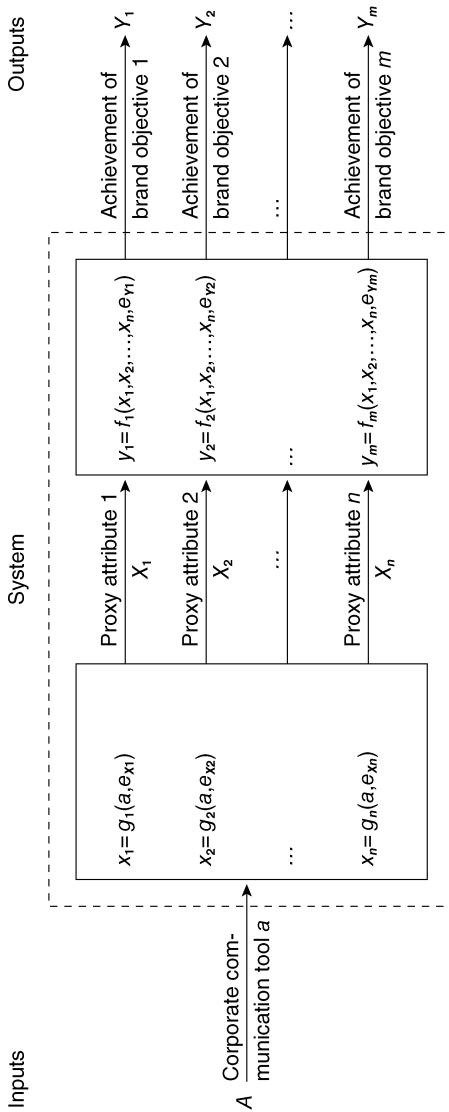 Inputs
System
Outputs
A
Corporate com-
munication tool a
x₁= g₁(a,eₓ₁)
x₂= g₂(a,eₓ₂)
...
xₙ= gₙ(a,eₓₙ)
Proxy attribute 1
X₁
Proxy attribute 2
X₂
...
Proxy attribute n
Xₙ
y₁= f₁(x₁,x₂,...,xₙ,e_Y1)
y₂= f₂(x₁,x₂,...,xₙ,e_Y2)
...
yₘ= fₘ(x₁,x₂,...,xₙ,e_Ym)
Achievement of
brand objective 1
Achievement of
brand objective 2
...
Achievement of
brand objective m
Y₁
Y₂
...
Yₘ